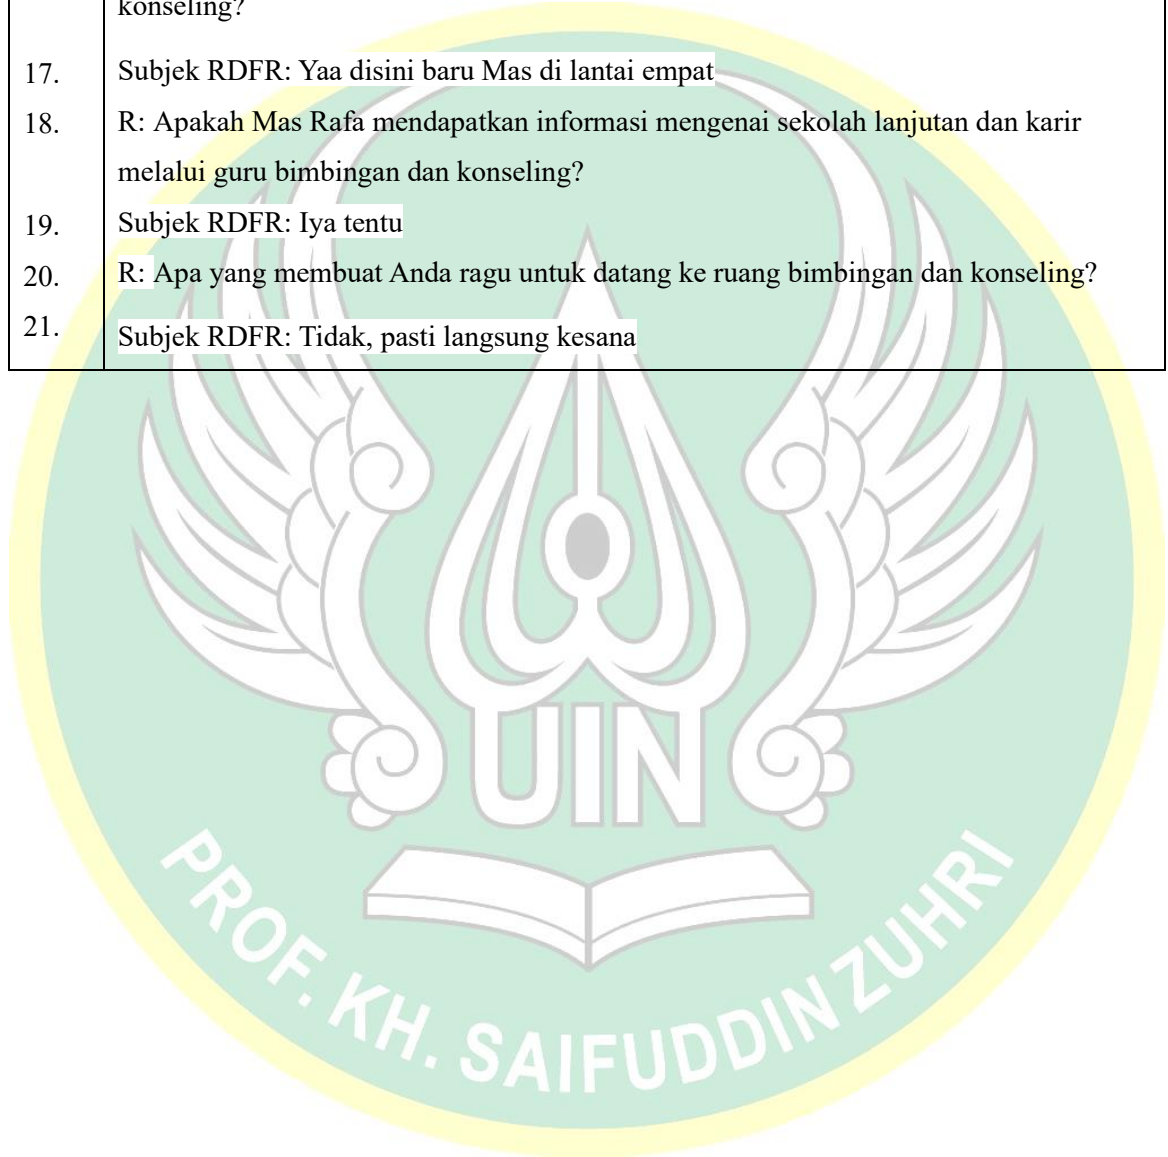 konseling?
17. Subjek RDFR: Yaa disini baru Mas di lantai empat
18. R: Apakah Mas Rafa mendapatkan informasi mengenai sekolah lanjutan dan karir
melalui guru bimbingan dan konseling?
19. Subjek RDFR: Iya tentu
20. R: Apa yang membuat Anda ragu untuk datang ke ruang bimbingan dan konseling?
21. Subjek RDFR: Tidak, pasti langsung kesana
UIN
PROF. KH. SAIFUDDIN ZUHRI